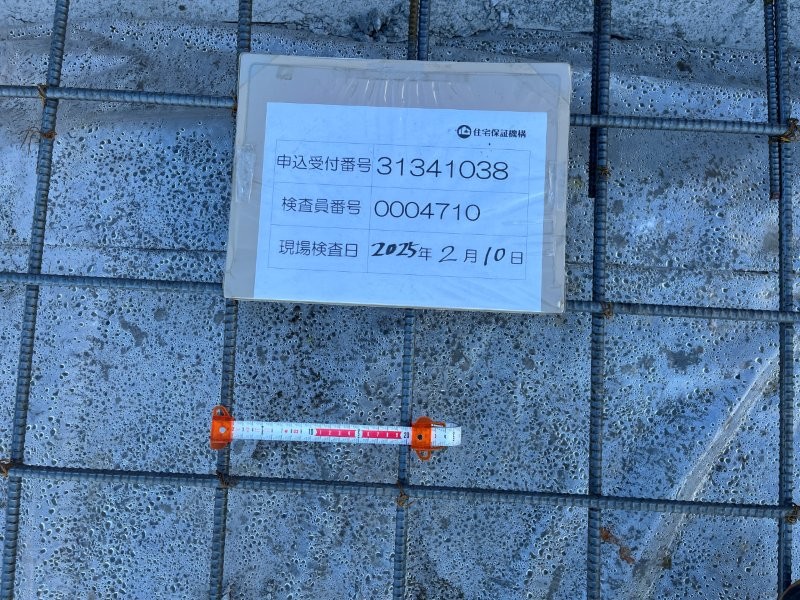 住宅保証機構
申込受付番号 31341038
検査員番号 0004710
現場検査日 2025年 2月10日